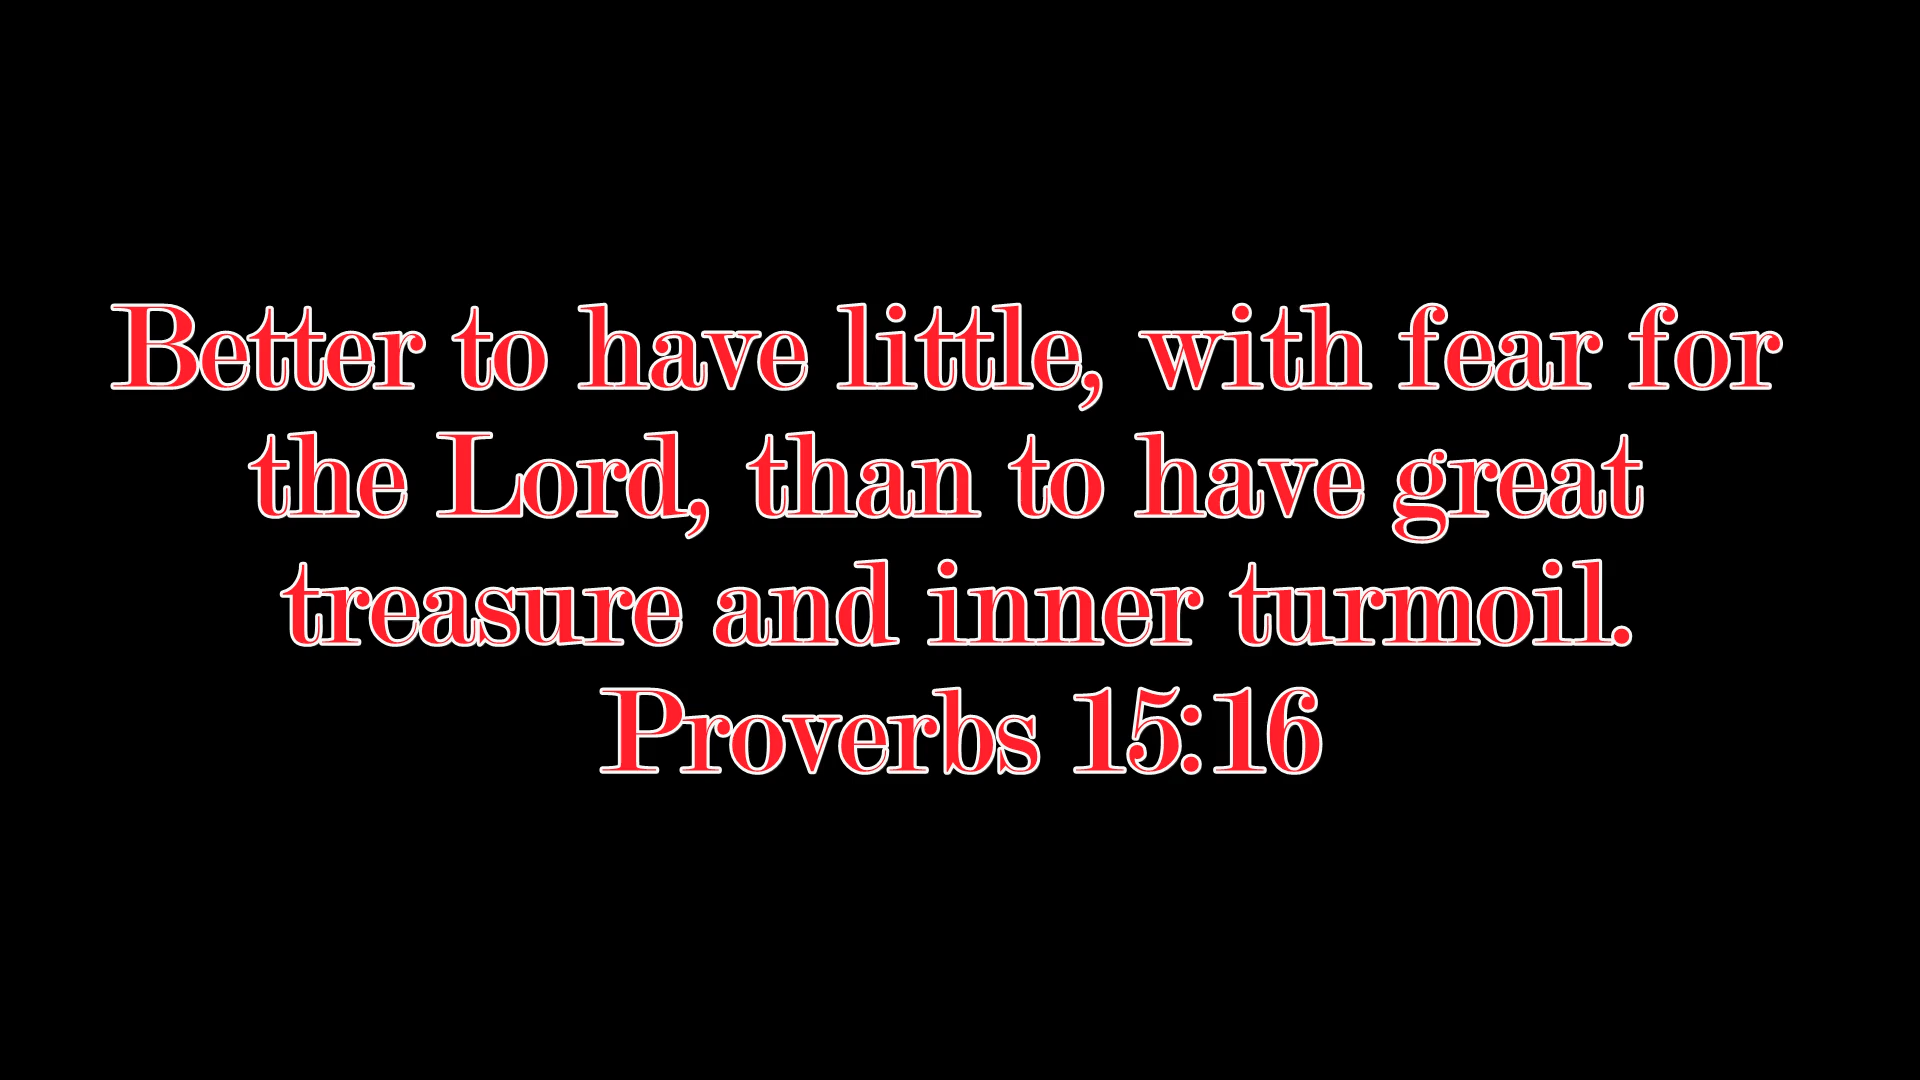 Better to have little, with fear for
the Lord, than to have great
treasure and inner turmoil.
Proverbs 15:16